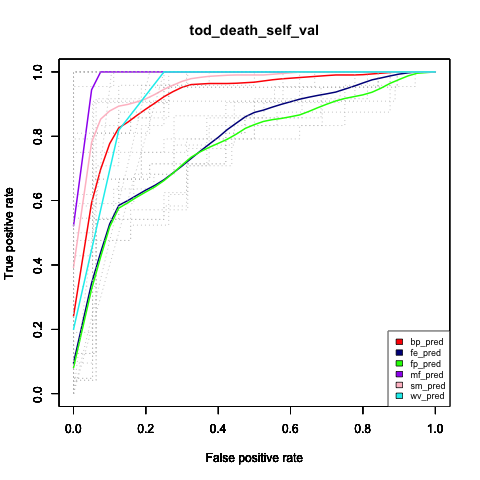 tod_death_self_val
True positive rate
1.0
0.8
0.6
0.4
0.2
0.0
bp_pred
fe_pred
fp_pred
mf_pred
sm_pred
wv_pred
0.0 0.2 0.4 0.6 0.8 1.0
False positive rate